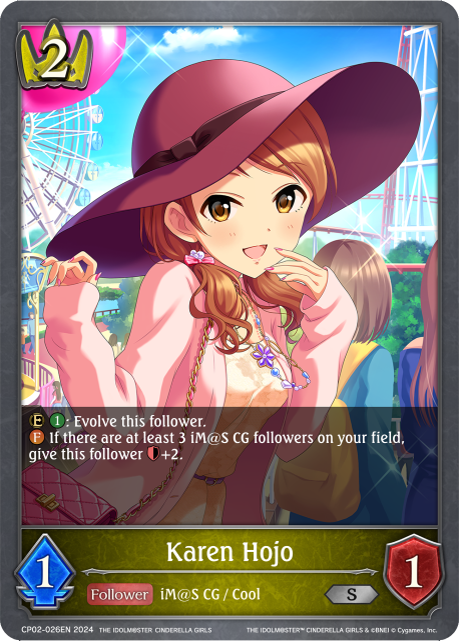 2
E 1 : Evolve this follower.
F If there are at least 3 iM@S CG followers on your field,
give this follower +2.
Karen Hojo
1
Follower iM@S CG / Cool
S
1
CP02-026EN 2024 THE IDOLM@STER CINDERELLA GIRLS THE IDOLM@STER™ CINDERELLA GIRLS & ©BNEI © Cygames, Inc.